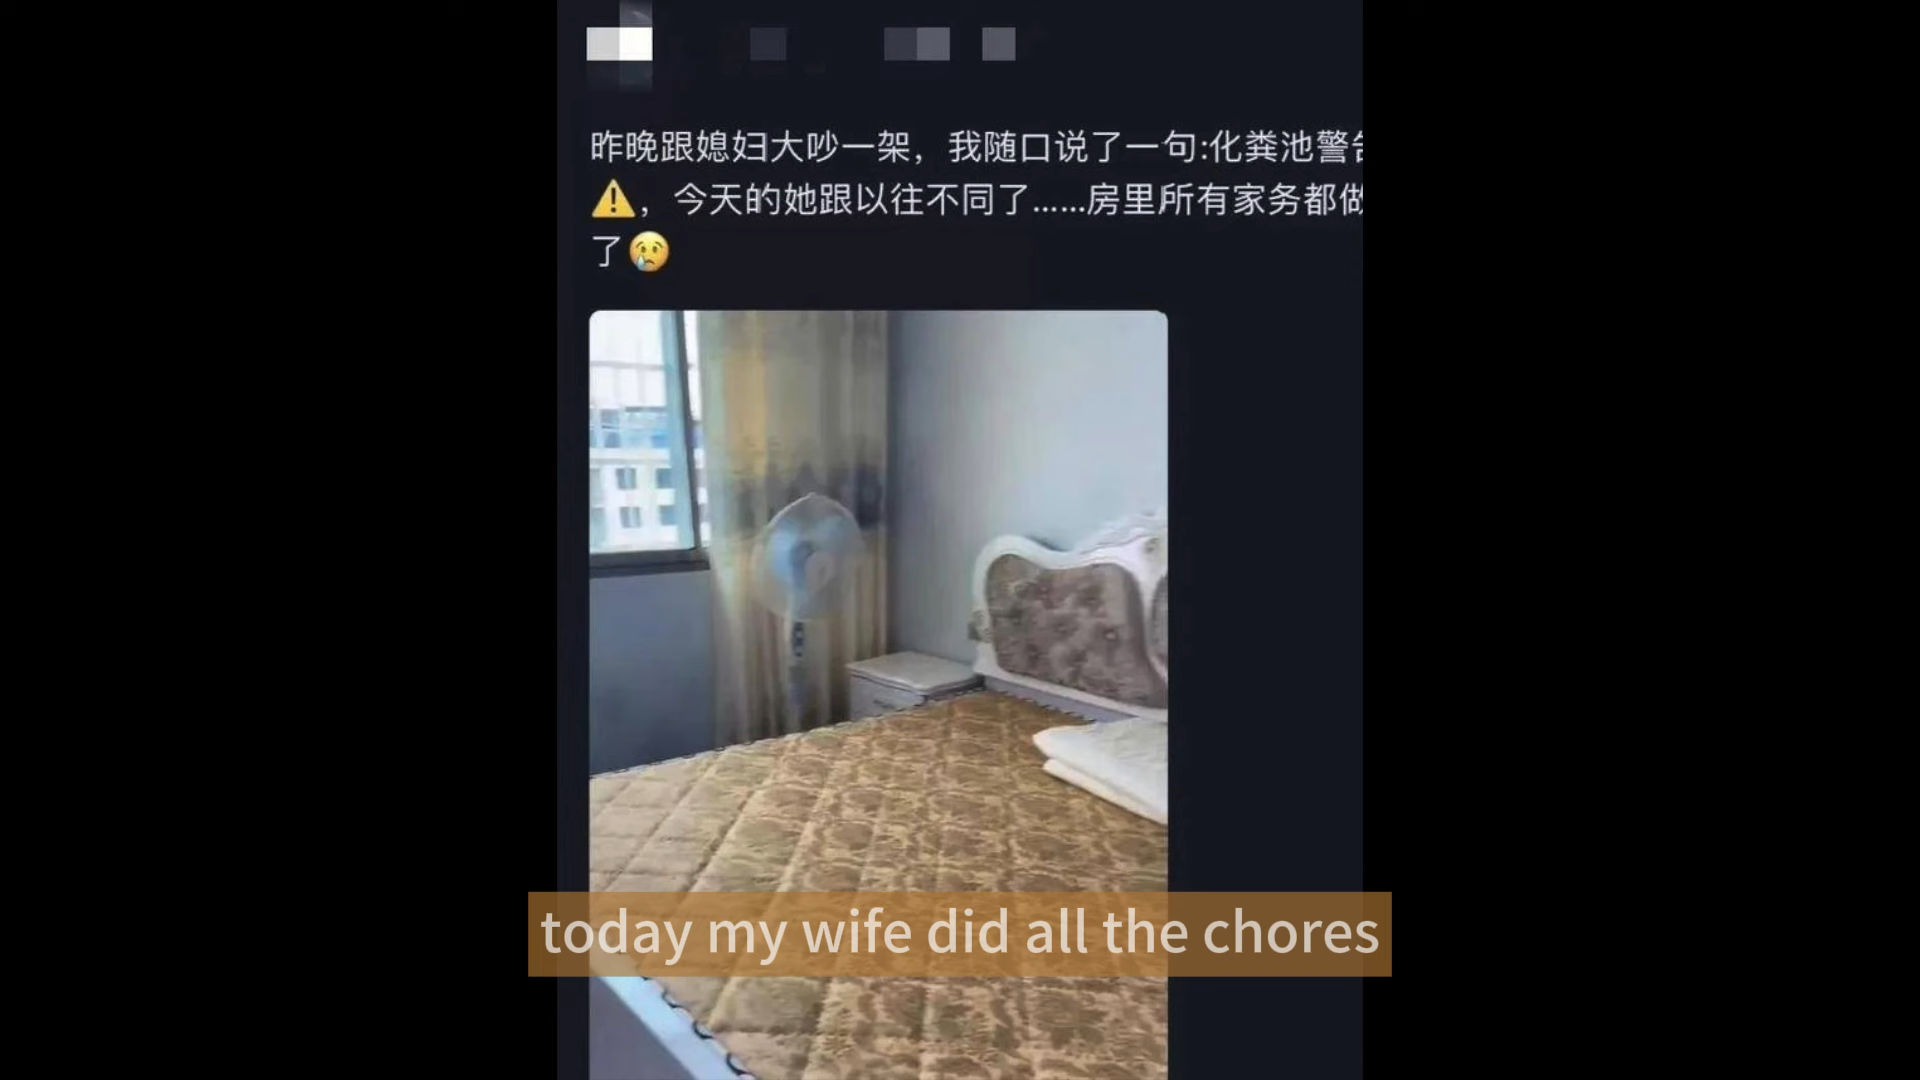 昨晚跟媳妇大吵一架，我随口说了一句:化粪池警告
⚠️，今天的她跟以往不同了……房里所有家务都做
了😢
today my wife did all the chores